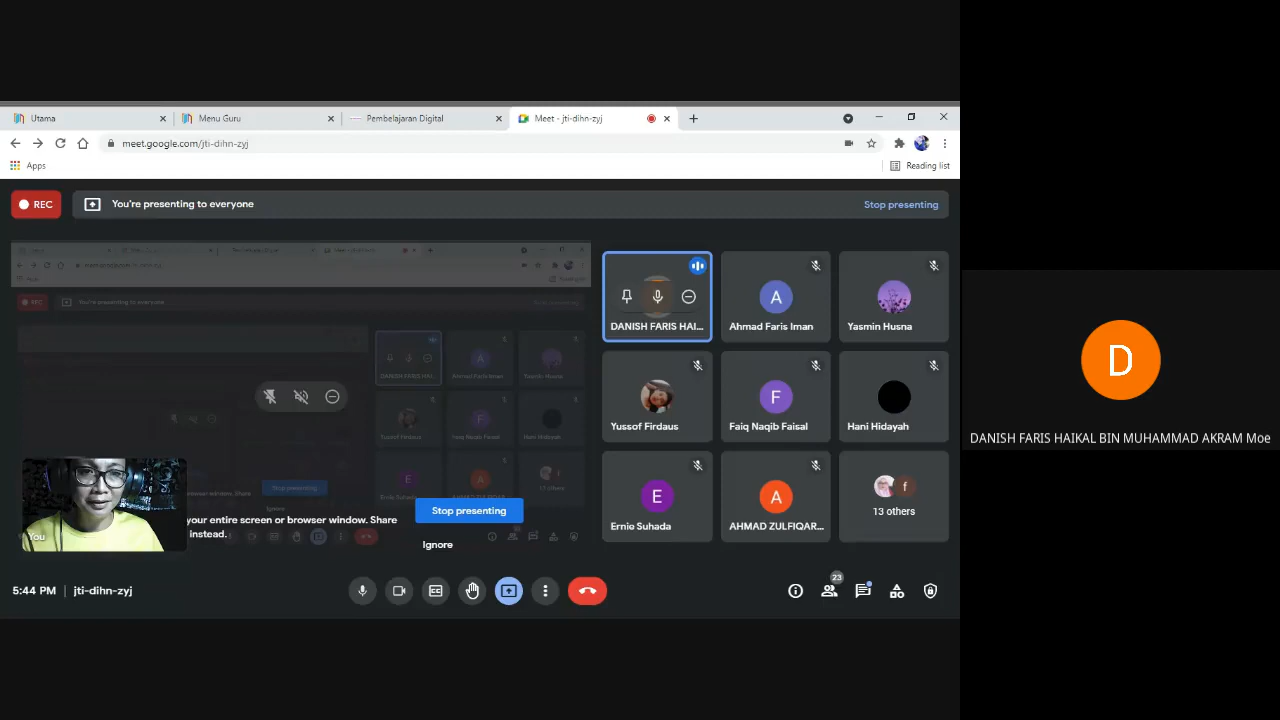 Utama
Menu Guru
Pembelajaran Digital
Meet - jti-dihn-zyj
meet.google.com/jti-dihn-zyj
Apps
Reading list
REC
You're presenting to everyone
Stop presenting
DANISH FARIS HAI...
Ahmad Faris Iman
Yasmin Husna
Yussof Firdaus
F
Faiq Naqib Faisal
Hani Hidayah
E
Ernie Suhada
A
AHMAD ZULFIQAR...
f
13 others
A
You
your entire screen or browser window. Share
instead.
Stop presenting
Ignore
5:44 PM | jti-dihn-zyj
23
D
DANISH FARIS HAIKAL BIN MUHAMMAD AKRAM Moe